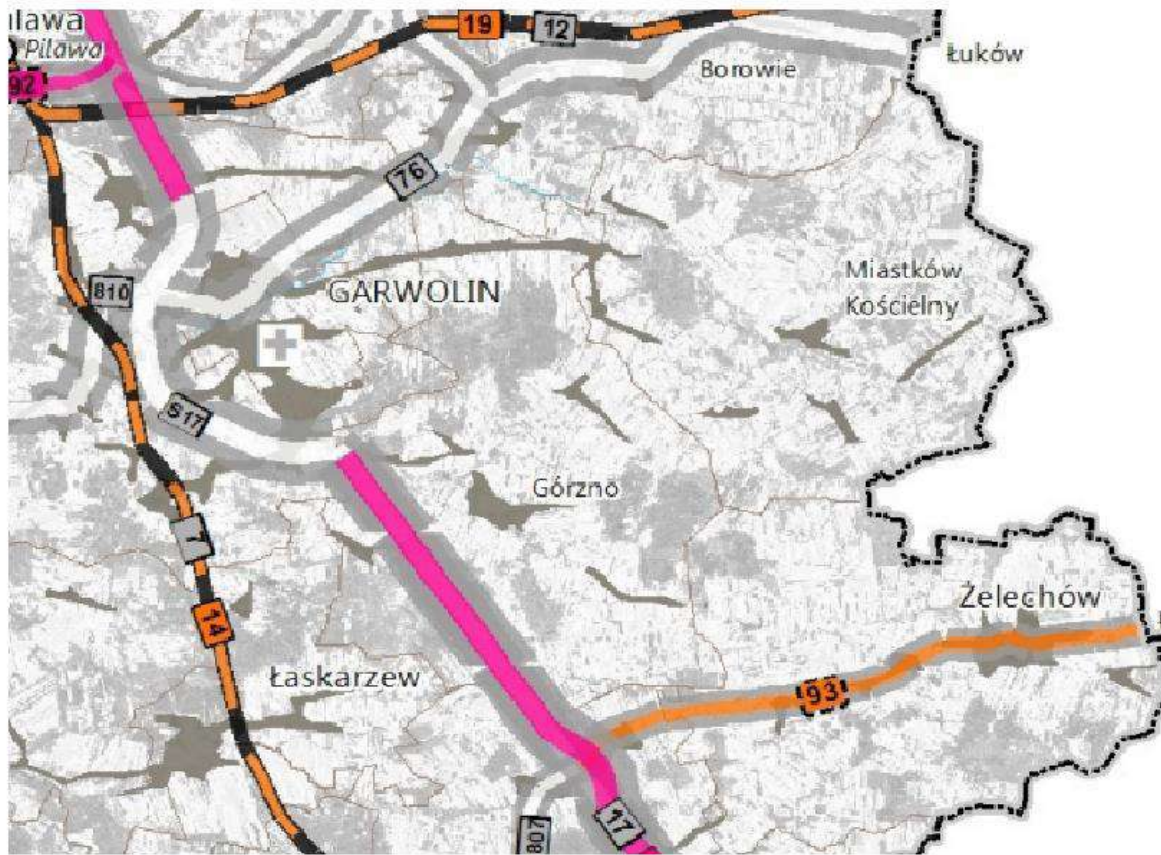 Pilawa
92
19
12
Łuków
Borowie
76
810
GARWOLIN
Miastków
Kościelny
S17
Górzno
7
14
Łaskarzew
Żelechów
93
17
807